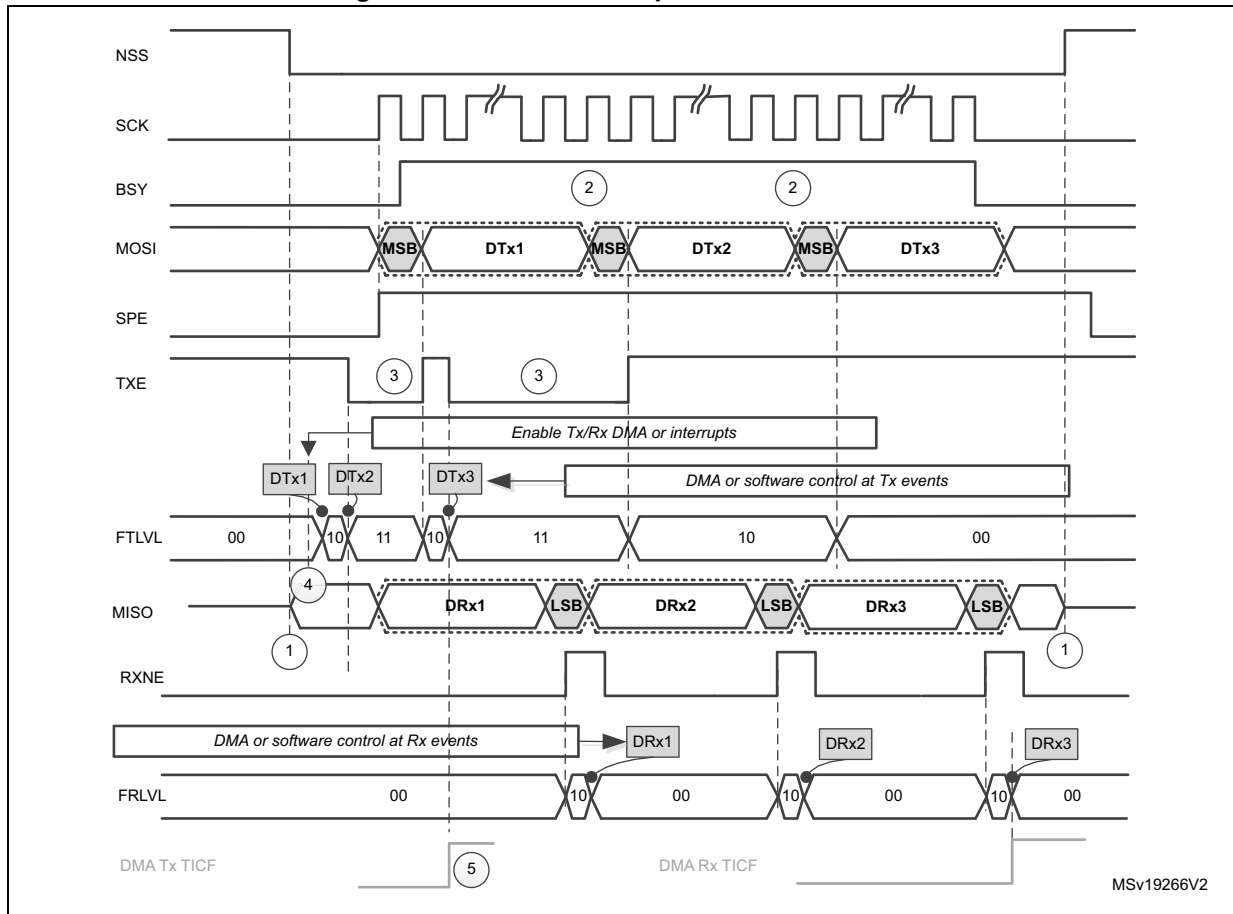 NSS
SCK
BSY
2 2
MOSI MSB DTx1 MSB DTx2 MSB DTx3
SPE
TXE
3 3
Enable Tx/Rx DMA or interrupts
DTx1 DTx2 DTx3 DMA or software control at Tx events
FTLVL 00 10 11 10 11 10 00
4
MISO DRx1 LSB DRx2 LSB DRx3 LSB
1 1
RXNE
DMA or software control at Rx events DRx1 DRx2 DRx3
FRLVL 00 10 00 10 00 10 00
DMA Tx TICF 5 DMA Rx TICF
MSv19266V2